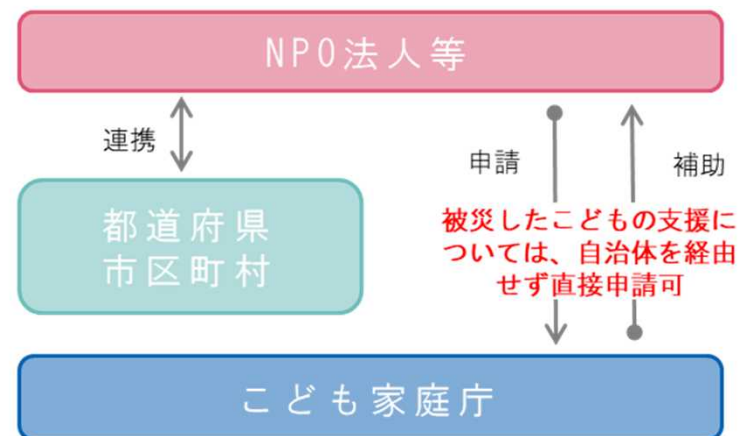 NPO法人等
連携
申請
補助
都道府県
市区町村
被災したこどもの支援に
ついては、自治体を経由
せず直接申請可
こども家庭庁